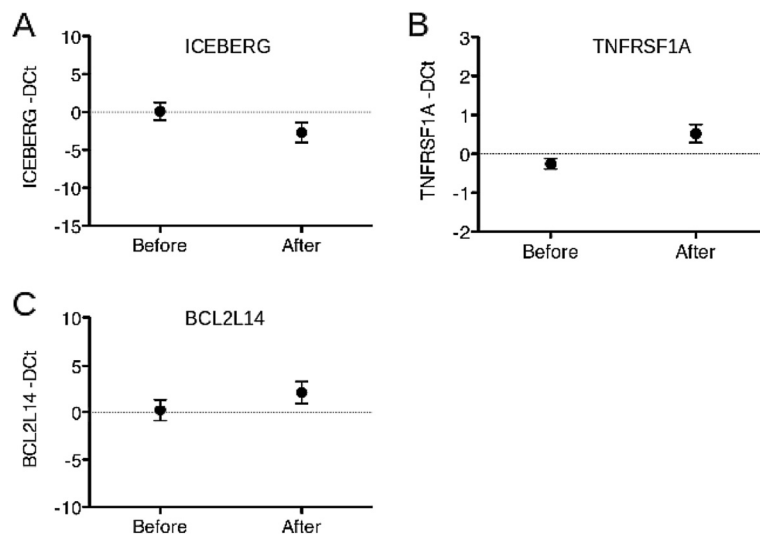 A
ICEBERG
ICEBERG -DCt
10
5
0
-5
-10
-15
Before After
B
TNFRSF1A
TNFRSF1A -DCt
3
2
1
0
-1
-2
Before After
C
BCL2L14
BCL2L14 -DCt
10
5
0
-5
-10
Before After